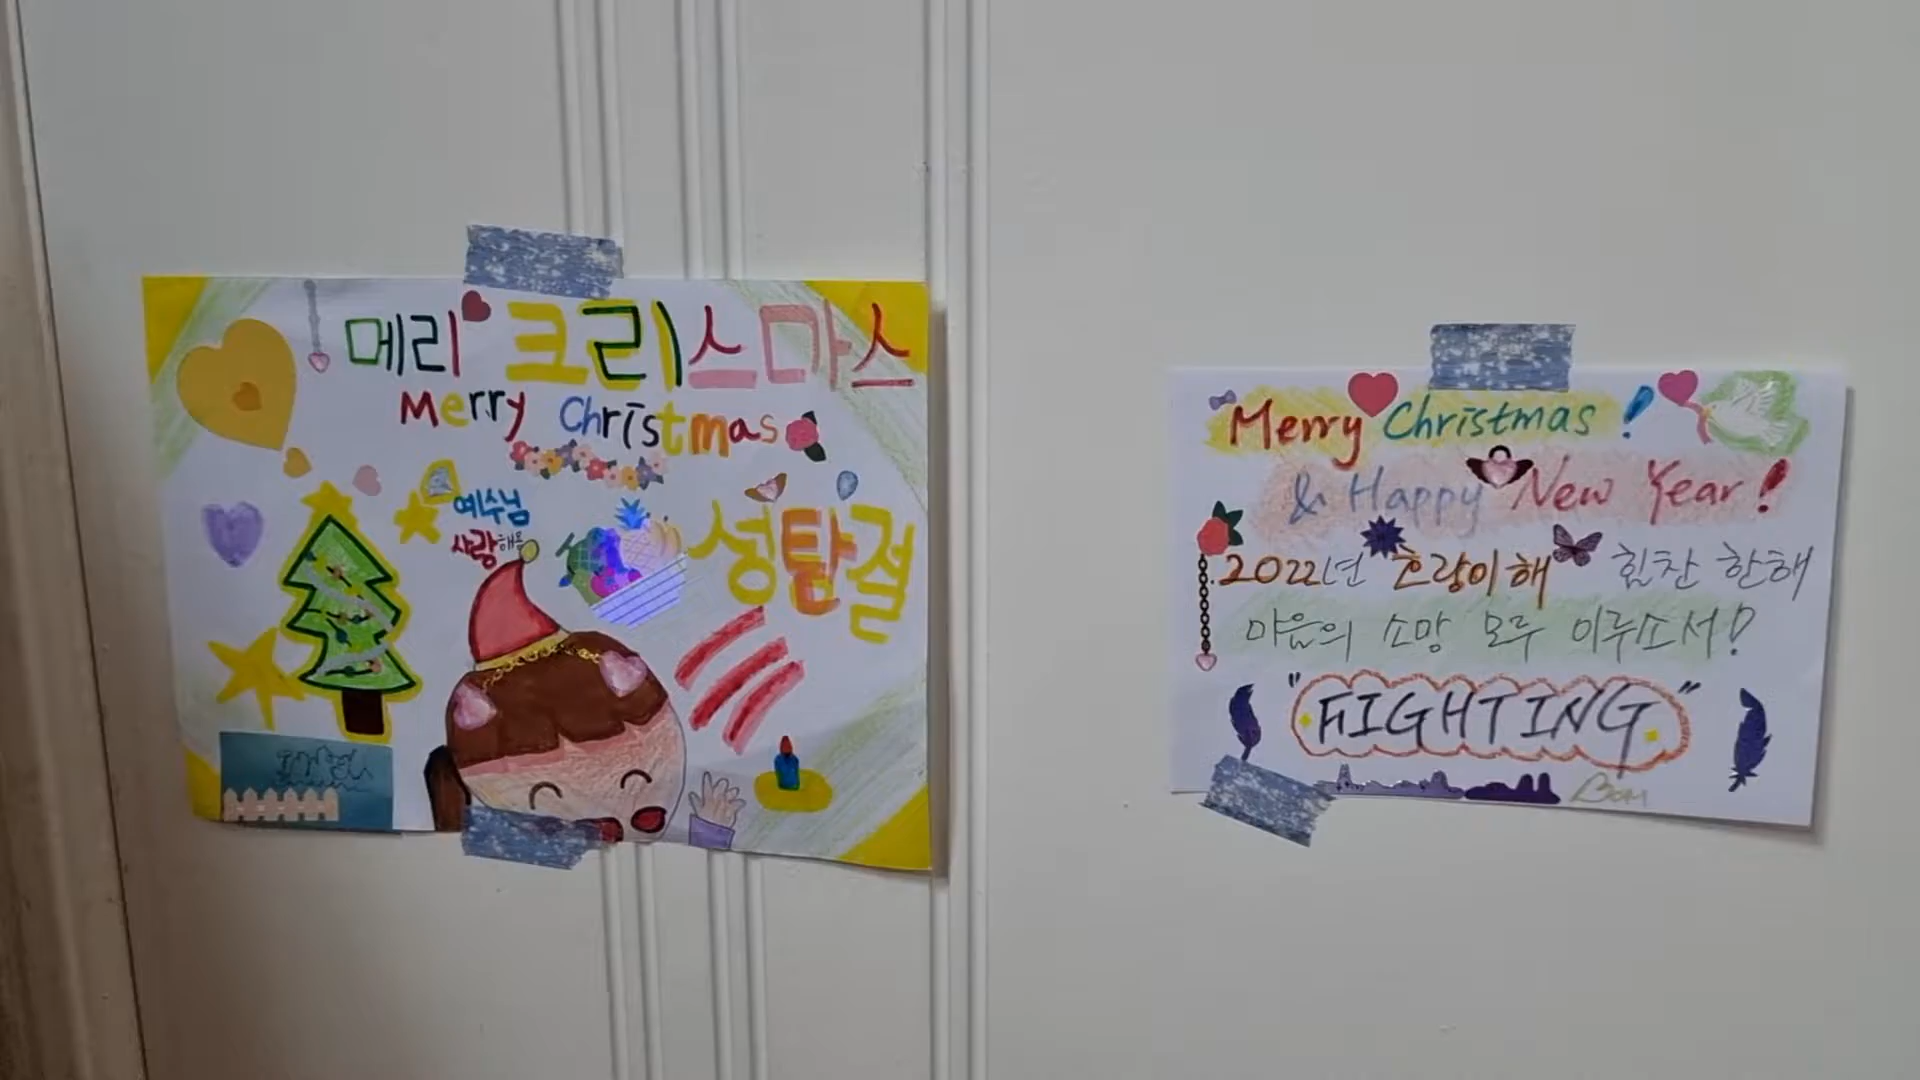 메리 크리스마스
Merry Christmas
예수님
사랑해요
성탄절
Merry Christmas!
& Happy New Year!
2022년 호랑이해 힘찬 한해
마음의 소망 모두 이루소서!
"FIGHTING"
Bom